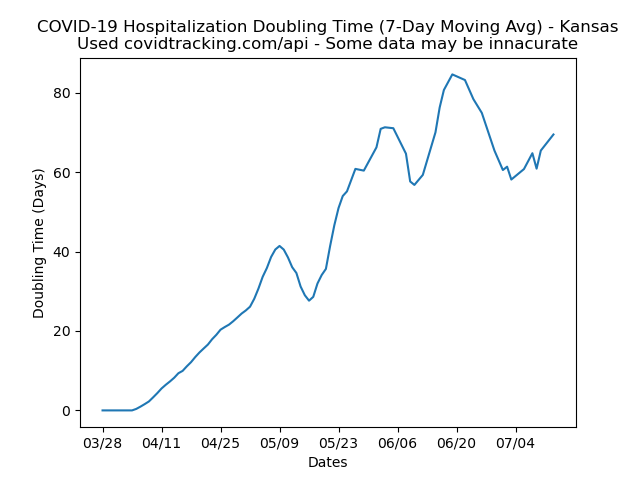 COVID-19 Hospitalization Doubling Time (7-Day Moving Avg) - Kansas
Used covidtracking.com/api - Some data may be innacurate
Doubling Time (Days)
80
60
40
20
0
03/28 04/11 04/25 05/09 05/23 06/06 06/20 07/04
Dates